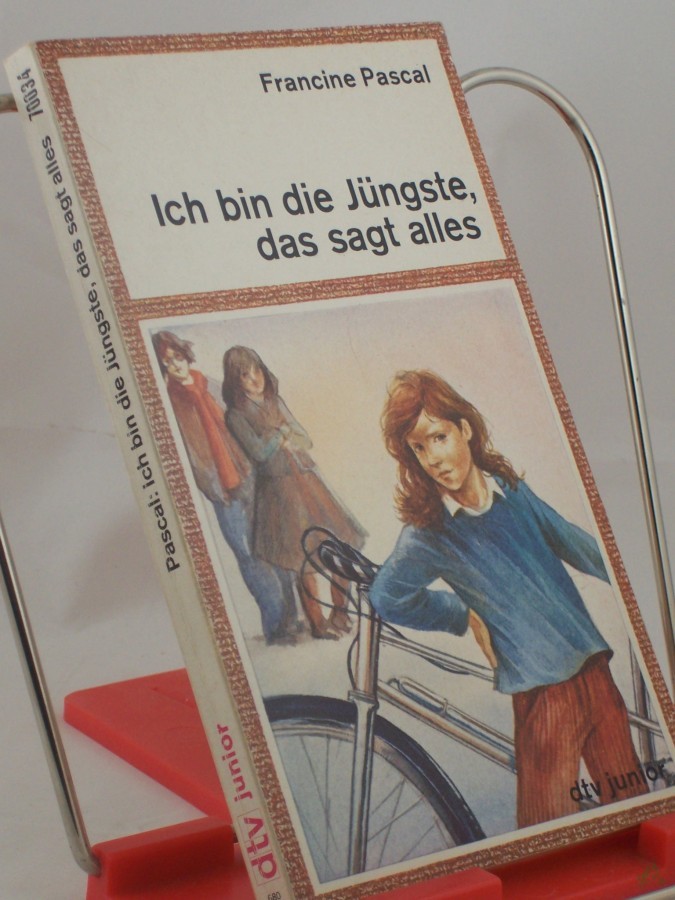 Francine Pascal
Ich bin die Jüngste,
das sagt alles
dtv junior
Pascal: ich bin die Jüngste, das sagt alles 70034
dtv junior
680